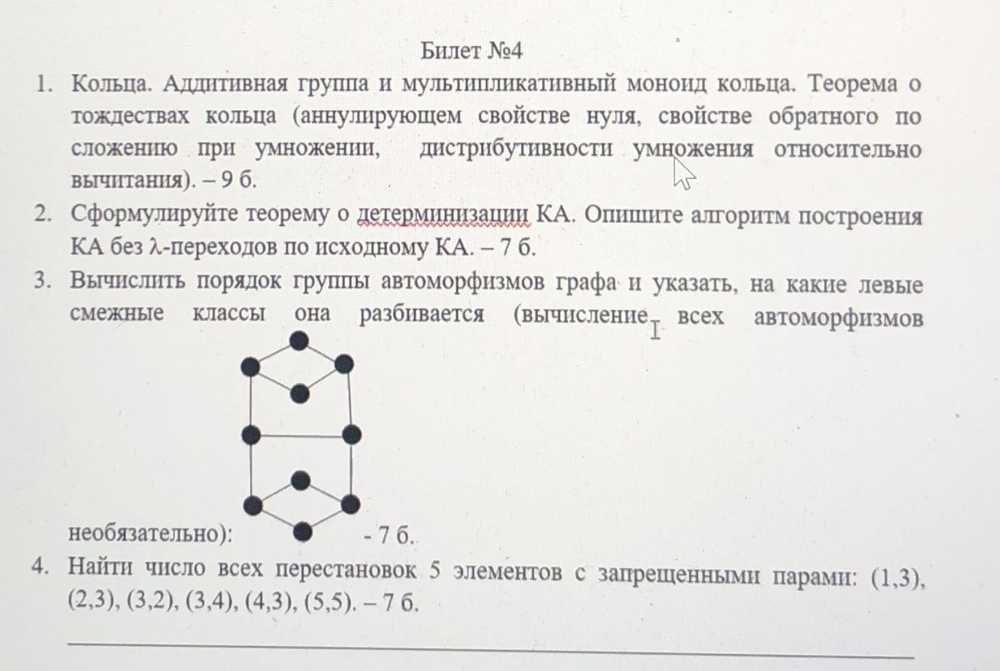 Билет №4
1. Кольца. Аддитивная группа и мультипликативный моноид кольца. Теорема о
тождествах кольца (аннулирующем свойстве нуля, свойстве обратного по
сложению при умножении, дистрибутивности умножения относительно
вычитания). – 9 б.
2. Сформулируйте теорему о детерминизации КА. Опишите алгоритм построения
КА без λ-переходов по исходному КА. – 7 б.
3. Вычислить порядок группы автоморфизмов графа и указать, на какие левые
смежные классы она разбивается (вычисление всех автоморфизмов
необязательно): - 7 б.
4. Найти число всех перестановок 5 элементов с запрещенными парами: (1,3),
(2,3), (3,2), (3,4), (4,3), (5,5). – 7 б.